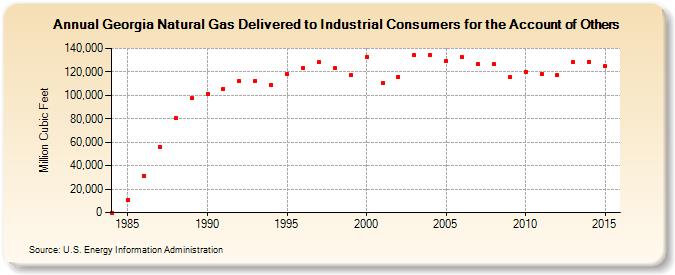 Annual Georgia Natural Gas Delivered to Industrial Consumers for the Account of Others
Million Cubic Feet
140,000
120,000
100,000
80,000
60,000
40,000
20,000
0
1985 1990 1995 2000 2005 2010 2015
Source: U.S. Energy Information Administration